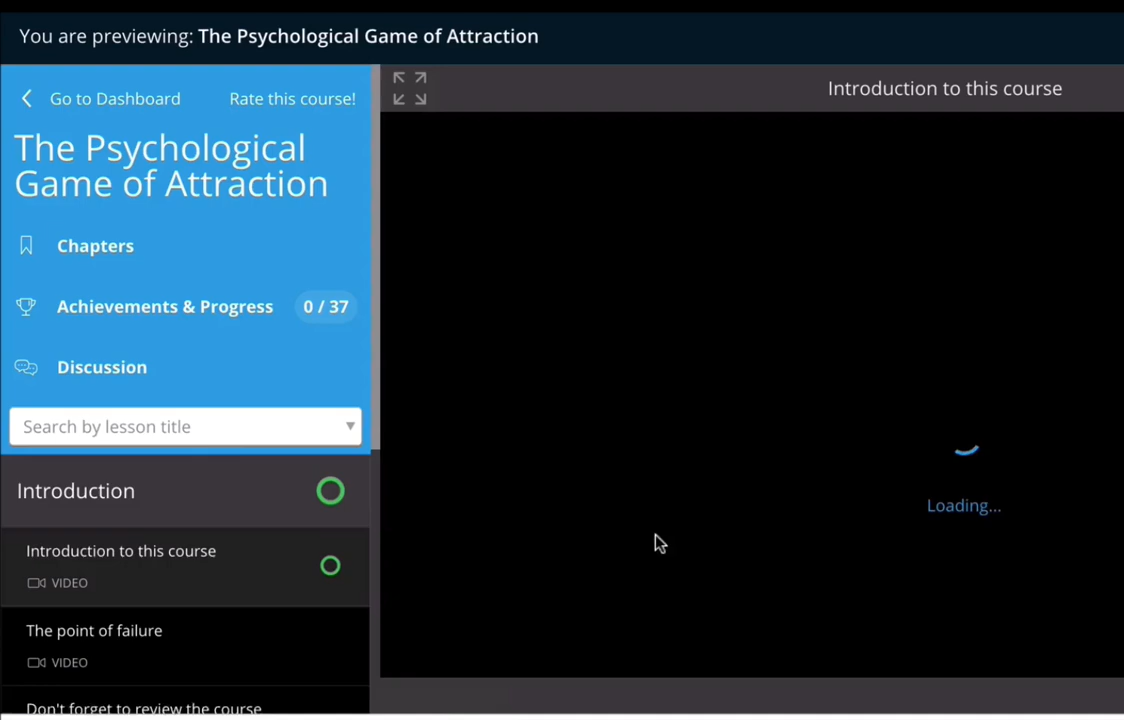 You are previewing: The Psychological Game of Attraction
Go to Dashboard
Rate this course!
The Psychological
Game of Attraction
Chapters
Achievements & Progress
0 / 37
Discussion
Search by lesson title
Introduction
Introduction to this course
VIDEO
The point of failure
VIDEO
Don't forget to review the course
Introduction to this course
Loading...